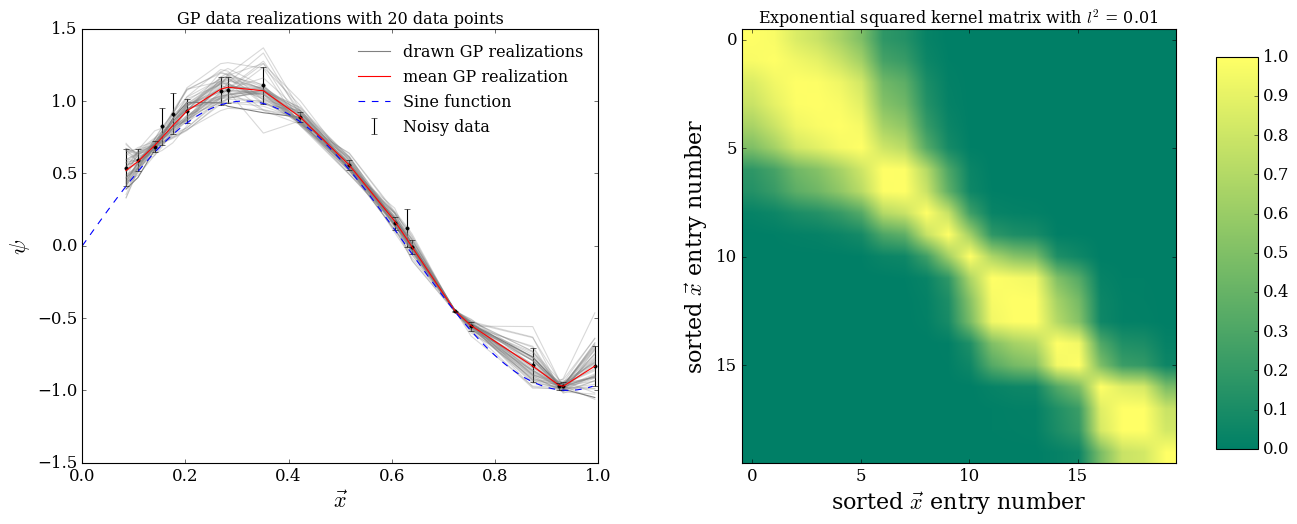 GP data realizations with 20 data points
1.5
1.0
0.5
0.0
−0.5
−1.0
−1.5
ψ
0.0 0.2 0.4 0.6 0.8 1.0
x⃗
drawn GP realizations
mean GP realization
Sine function
Noisy data
Exponential squared kernel matrix with l² = 0.01
0
5
10
15
sorted x⃗ entry number
0 5 10 15
sorted x⃗ entry number
1.0
0.9
0.8
0.7
0.6
0.5
0.4
0.3
0.2
0.1
0.0